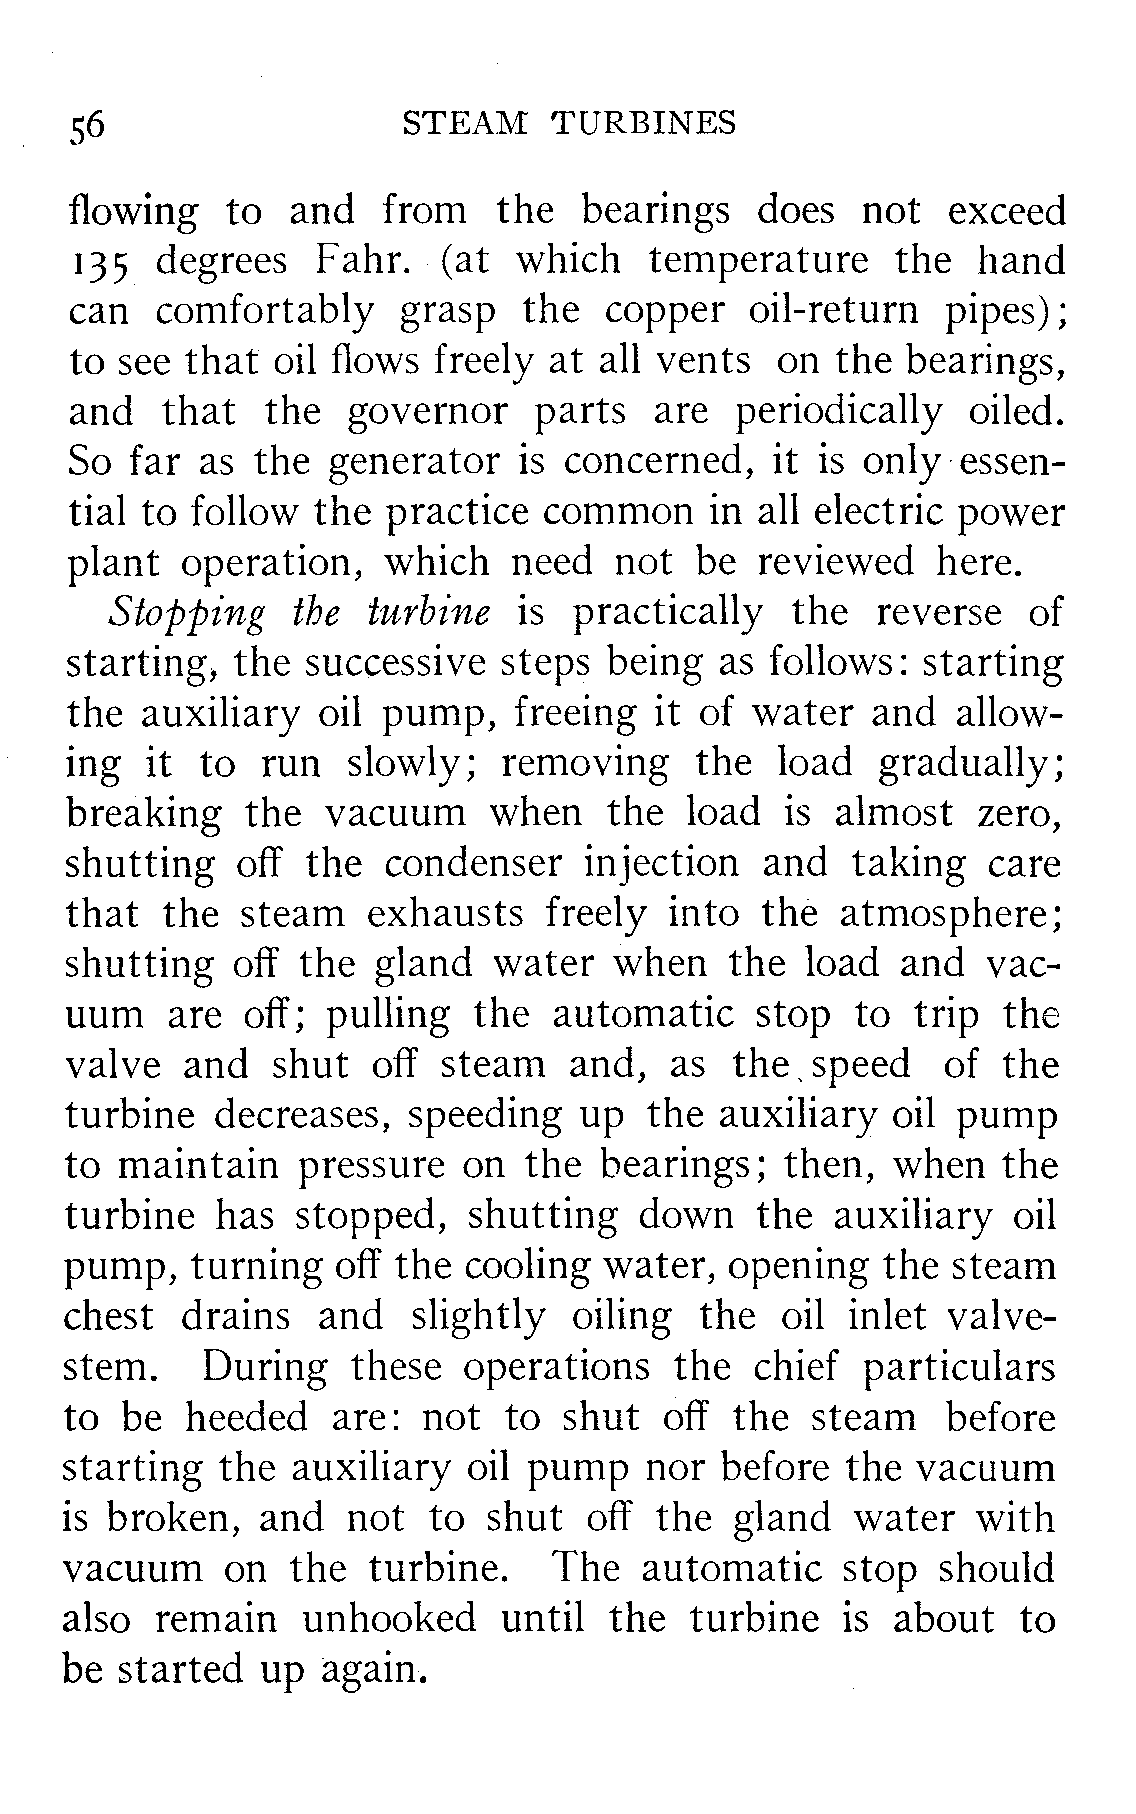 56 STEAM TURBINES
flowing to and from the bearings does not exceed
135 degrees Fahr. (at which temperature the hand
can comfortably grasp the copper oil-return pipes);
to see that oil flows freely at all vents on the bearings,
and that the governor parts are periodically oiled.
So far as the generator is concerned, it is only essen-
tial to follow the practice common in all electric power
plant operation, which need not be reviewed here.
Stopping the turbine is practically the reverse of
starting, the successive steps being as follows: starting
the auxiliary oil pump, freeing it of water and allow-
ing it to run slowly; removing the load gradually;
breaking the vacuum when the load is almost zero,
shutting off the condenser injection and taking care
that the steam exhausts freely into the atmosphere;
shutting off the gland water when the load and vac-
uum are off; pulling the automatic stop to trip the
valve and shut off steam and, as the speed of the
turbine decreases, speeding up the auxiliary oil pump
to maintain pressure on the bearings; then, when the
turbine has stopped, shutting down the auxiliary oil
pump, turning off the cooling water, opening the steam
chest drains and slightly oiling the oil inlet valve-
stem. During these operations the chief particulars
to be heeded are: not to shut off the steam before
starting the auxiliary oil pump nor before the vacuum
is broken, and not to shut off the gland water with
vacuum on the turbine. The automatic stop should
also remain unhooked until the turbine is about to
be started up again.